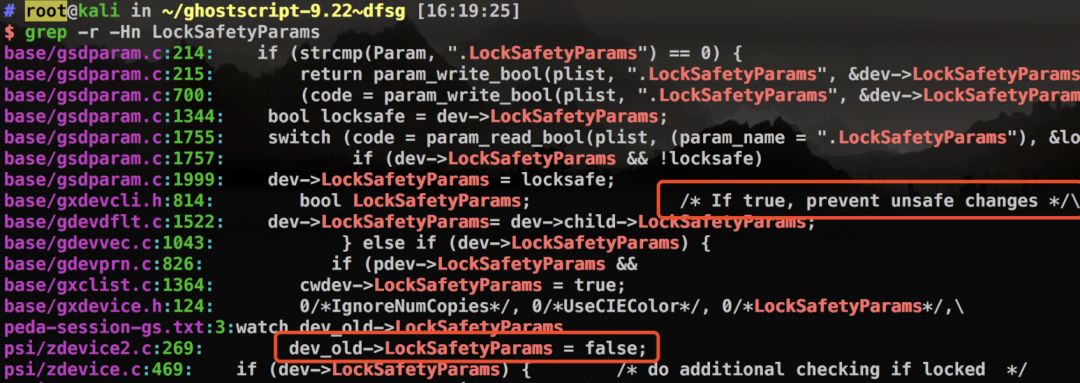 # root@kali in ~/ghostscript-9.22~dfsg [16:19:25]
$ grep -r -Hn LockSafetyParams
base/gsdparam.c:214:    if (strcmp(Param, ".LockSafetyParams") == 0) {
base/gsdparam.c:215:        return param_write_bool(plist, ".LockSafetyParams", &dev->LockSafetyParams
base/gsdparam.c:700:        (code = param_write_bool(plist, ".LockSafetyParams", &dev->LockSafetyParam
base/gsdparam.c:1344:    bool locksafe = dev->LockSafetyParams;
base/gsdparam.c:1755:    switch (code = param_read_bool(plist, (param_name = ".LockSafetyParams"), &lo
base/gsdparam.c:1757:            if (dev->LockSafetyParams && !locksafe)
base/gsdparam.c:1999:    dev->LockSafetyParams = locksafe;
base/gxdevcli.h:814:        bool LockSafetyParams;              /* If true, prevent unsafe changes */\
base/gdevdflt.c:1522:    dev->LockSafetyParams= dev->child->LockSafetyParams;
base/gdevvec.c:1043:            } else if (dev->LockSafetyParams) {
base/gdevprn.c:826:            if (pdev->LockSafetyParams &&
base/gxclist.c:1364:        cwdev->LockSafetyParams = true;
base/gxdevice.h:124:        0/*IgnoreNumCopies*/, 0/*UseCIEColor*/, 0/*LockSafetyParams*/,\
peda-session-gs.txt:3:watch dev_old->LockSafetyParams
psi/zdevice2.c:269:        dev_old->LockSafetyParams = false;
psi/zdevice.c:469:    if (dev->LockSafetyParams) {        /* do additional checking if locked  */